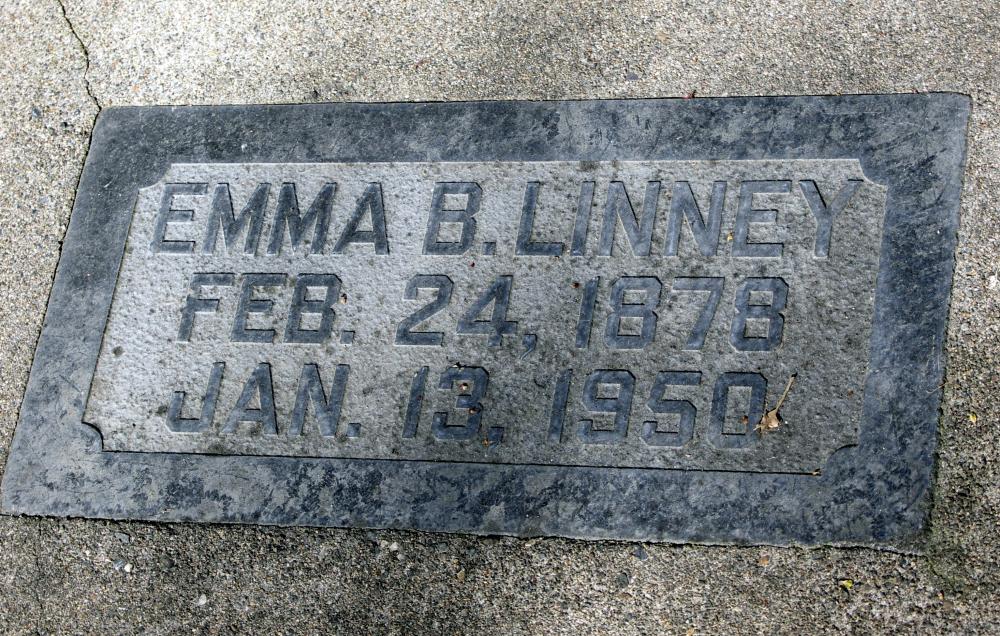 EMMA B. LINNEY
FEB. 24, 1878
JAN. 13, 1950